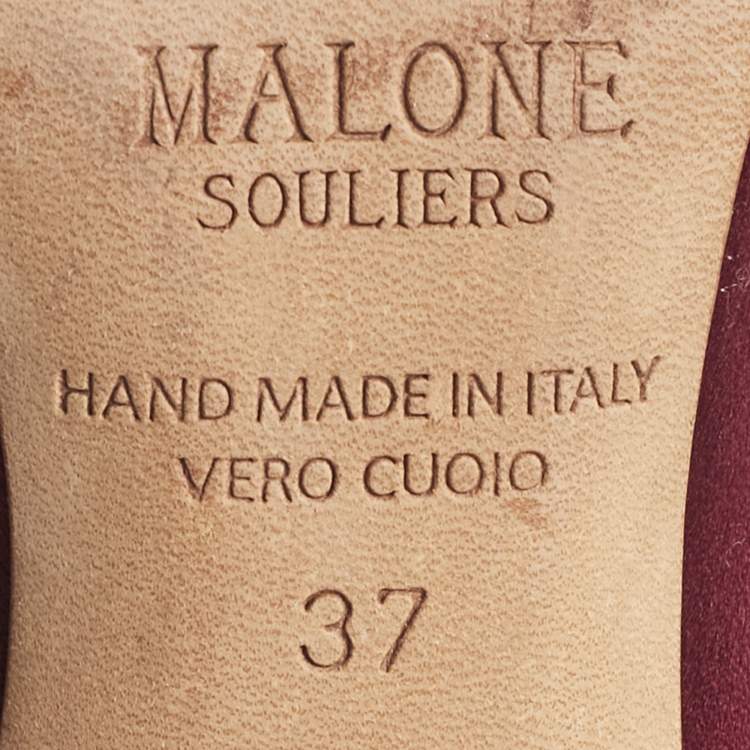 MALONE
SOULIERS
HAND MADE IN ITALY
VERO CUOIO
37